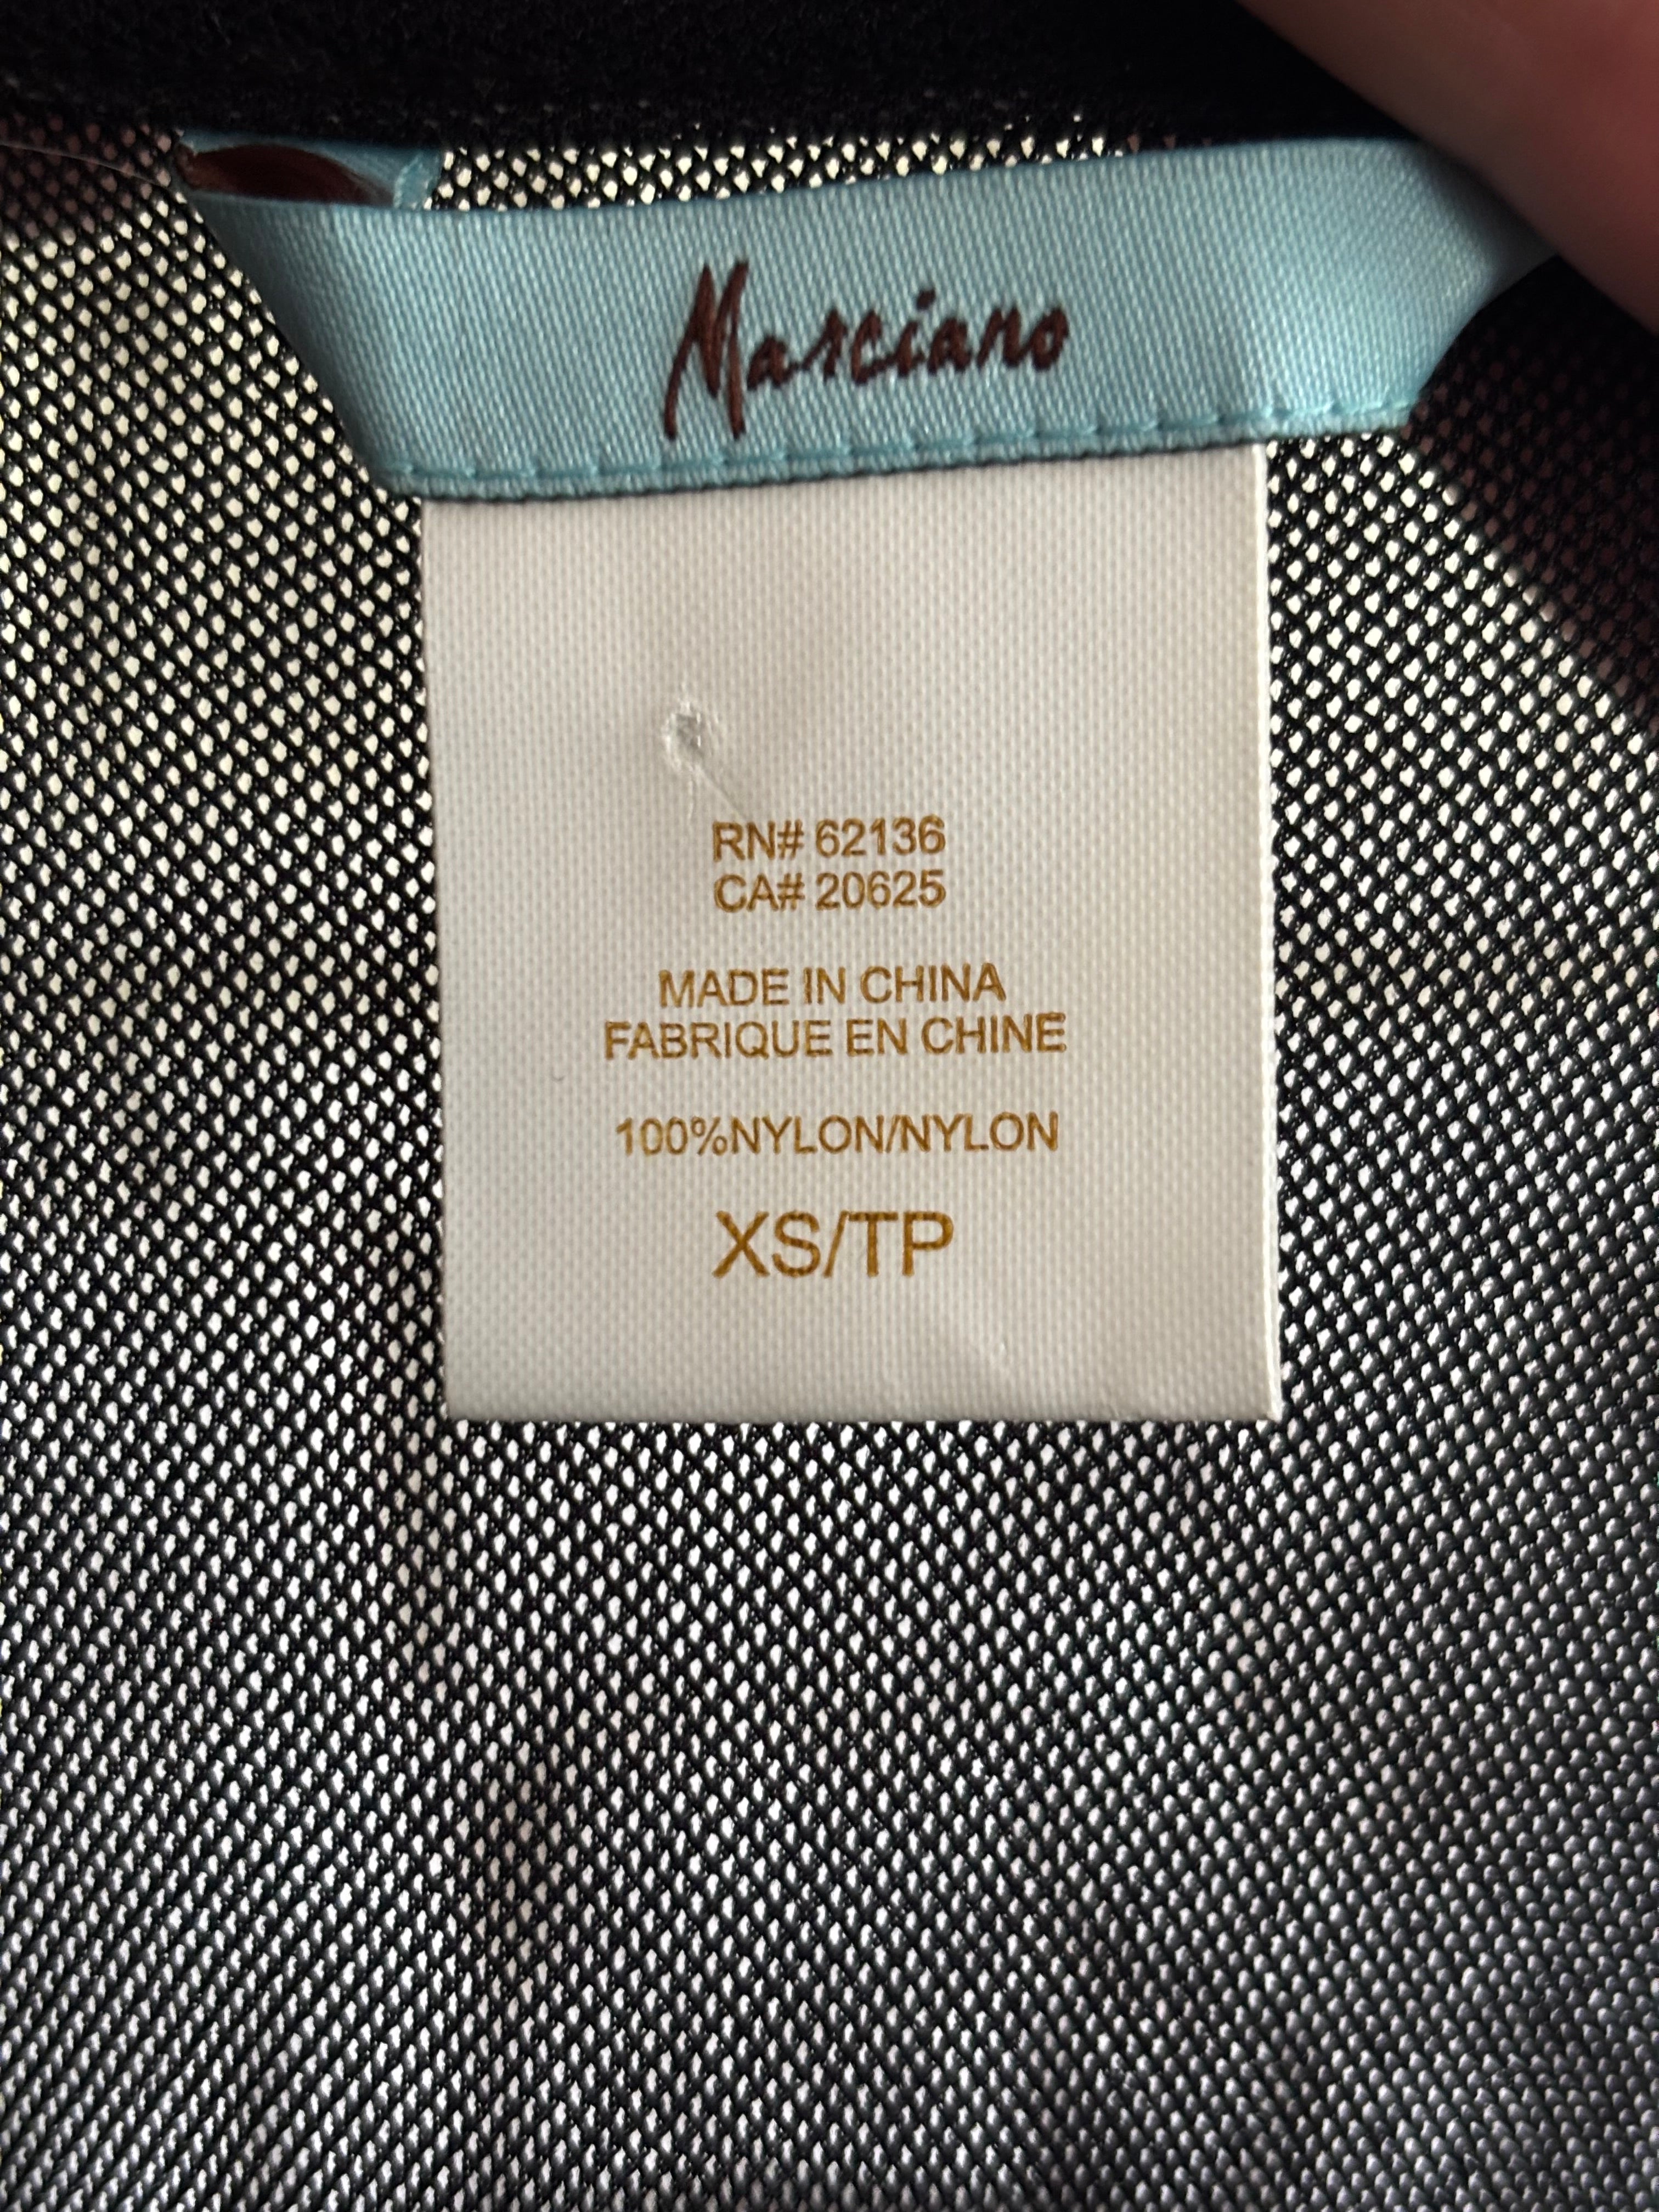 Marciano
RN# 62136
CA# 20625
MADE IN CHINA
FABRIQUE EN CHINE
100%NYLON/NYLON
XS/TP